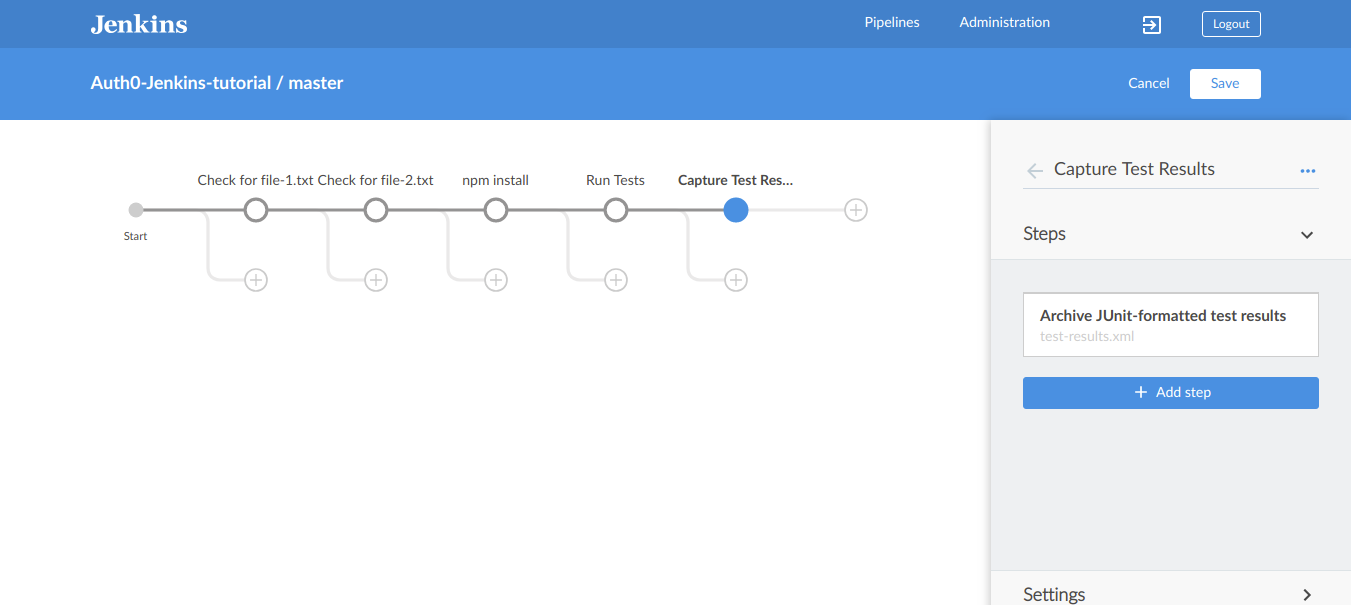 Jenkins
Pipelines
Administration
Logout
Auth0-Jenkins-tutorial / master
Cancel
Save
Check for file-1.txt
Check for file-2.txt
npm install
Run Tests
Capture Test Res...
Start
Capture Test Results
Steps
Archive JUnit-formatted test results
test-results.xml
Add step
Settings